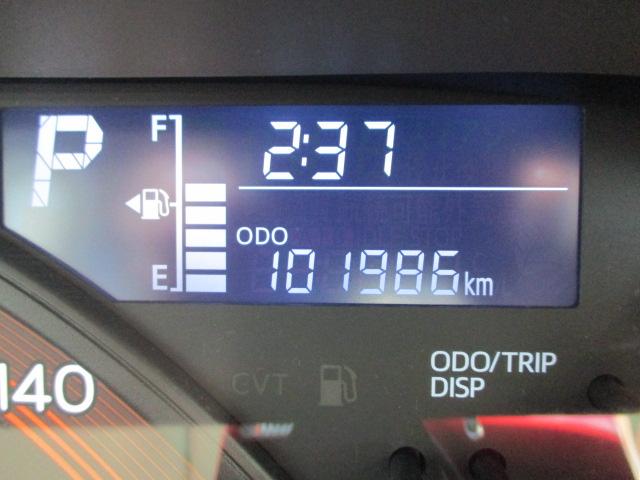 P
F
2:37
ODO
E
101986km
140
CVT
ODO/TRIP
DISP